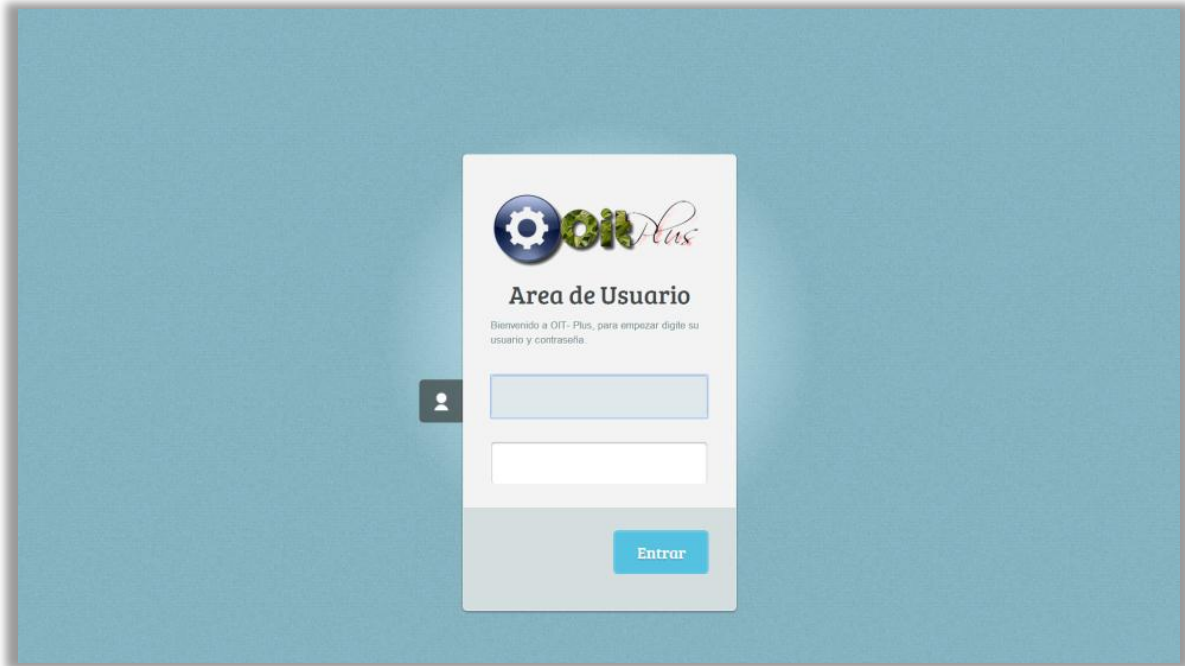 Oit Plus
Area de Usuario
Bienvenido a OIT- Plus, para empezar digite su
usuario y contraseña.
Entrar